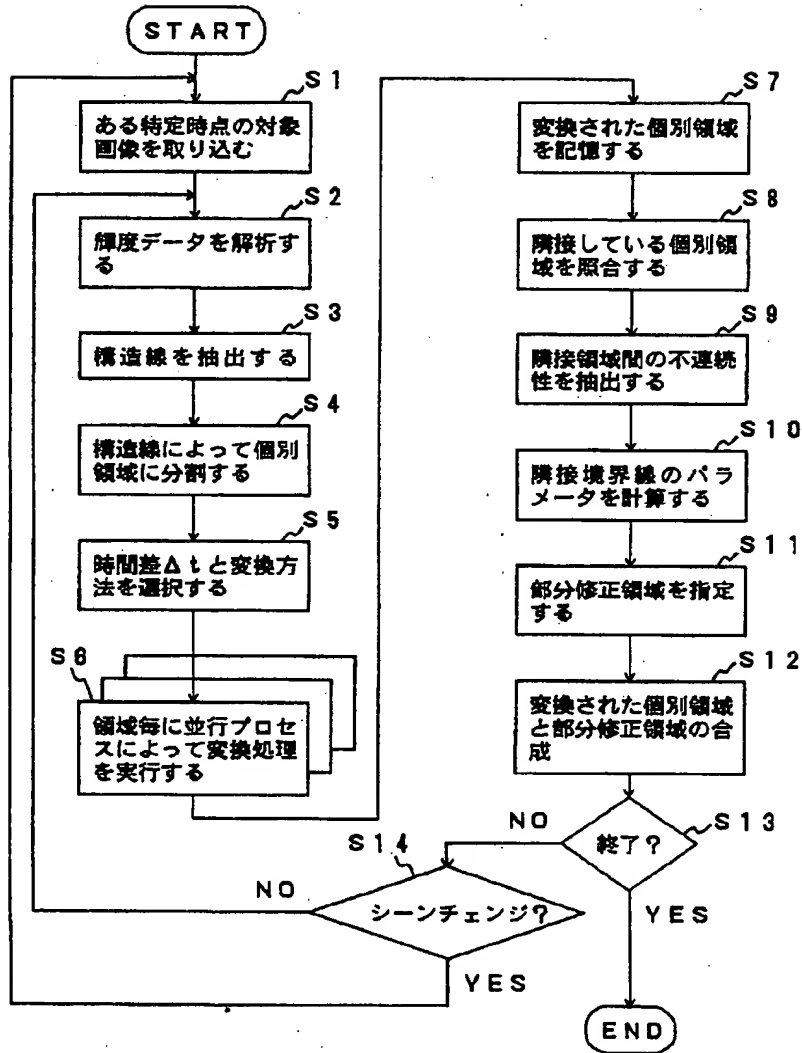 START
S1
ある特定時点の対象
画像を取り込む
S2
輝度データを解析す
る
S3
構造線を抽出する
S4
構造線によって個別
領域に分割する
S5
時間差Δtと変換方
法を選択する
S6
領域毎に並行プロセ
スによって変換処理
を実行する
S7
変換された個別領域
を記憶する
S8
隣接している個別領
域を照合する
S9
隣接領域間の不連続
性を抽出する
S10
隣接境界線のパラ
メータを計算する
S11
部分修正領域を指定
する
S12
変換された個別領域
と部分修正領域の合
成
S13
終了?
NO
YES
S14
シーンチェンジ?
NO
YES
END